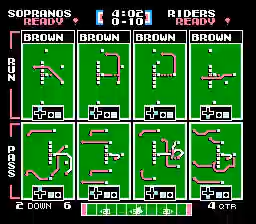 SOPRANOS 4:02 RIDERS
READY 0-10 READY
BROWN BROWN BROWN BROWN
RUN
PASS
2 DOWN 6 4 QTR